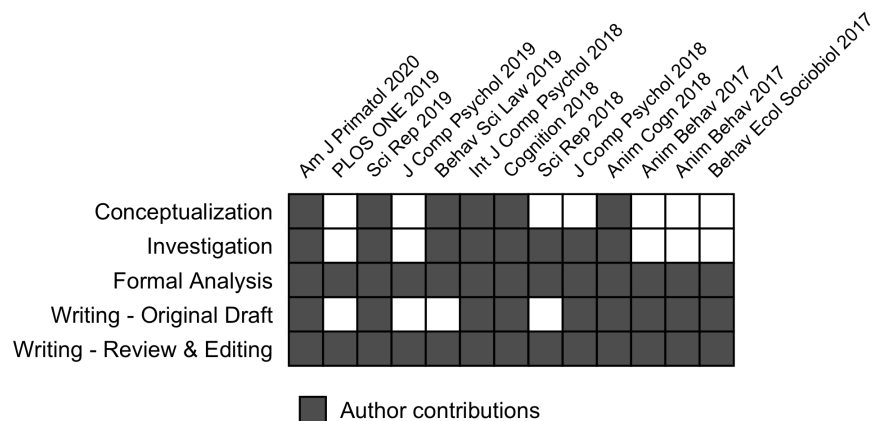 Am J Primatol 2020
PLOS ONE 2019
Sci Rep 2019
J Comp Psychol 2019
Behav Sci Law 2019
Int J Comp Psychol 2018
Cognition 2018
Sci Rep 2018
J Comp Psychol 2018
Anim Cogn 2018
Anim Behav 2017
Anim Behav 2017
Behav Ecol Sociobiol 2017
Conceptualization
Investigation
Formal Analysis
Writing - Original Draft
Writing - Review & Editing
Author contributions